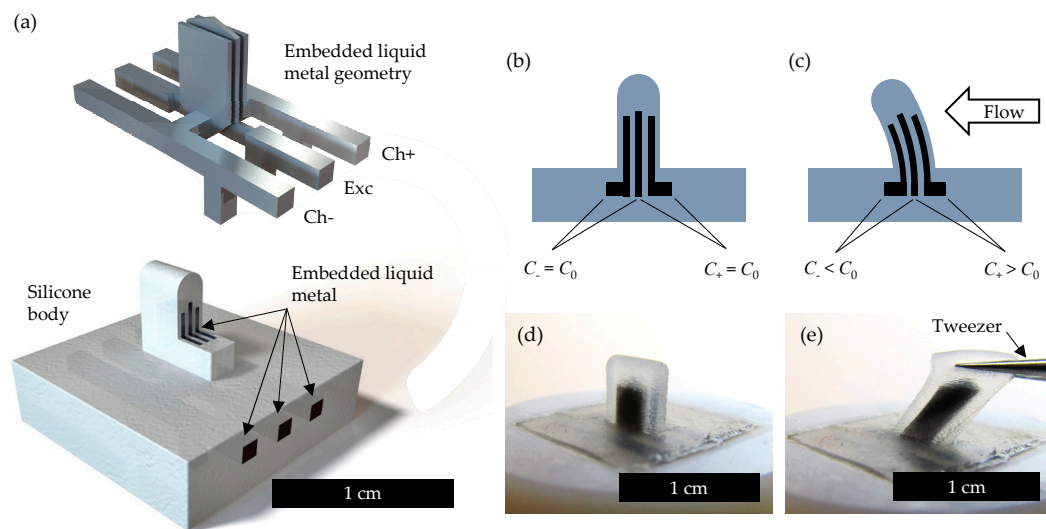 (a)
Embedded liquid
metal geometry
Ch+
Exc
Ch-
Silicone
body
Embedded liquid
metal
1 cm
(b)
C₋ = C₀
C₊ = C₀
(c)
Flow
C₋ < C₀
C₊ > C₀
(d)
1 cm
(e)
Tweezer
1 cm